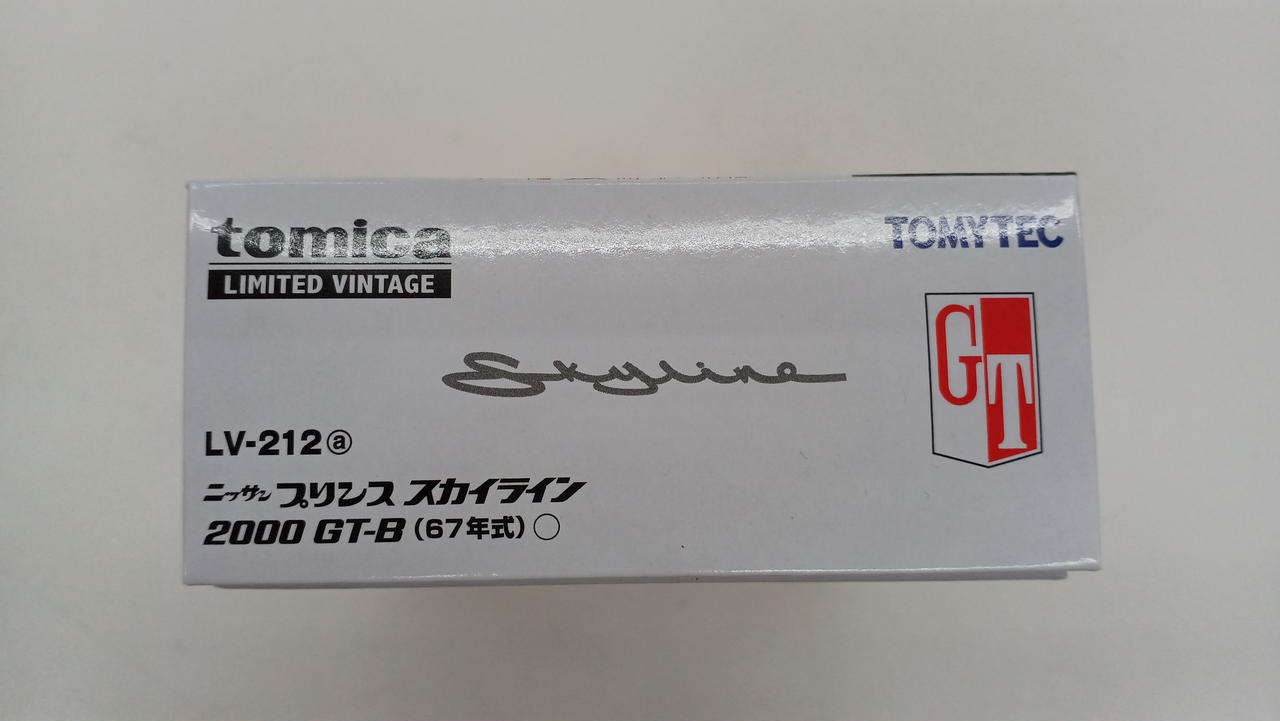 tomica
LIMITED VINTAGE
TOMYTEC
Skyline
GT
LV-212ⓐ
ニッサン プリンス スカイライン
2000 GT-B (67年式) ○